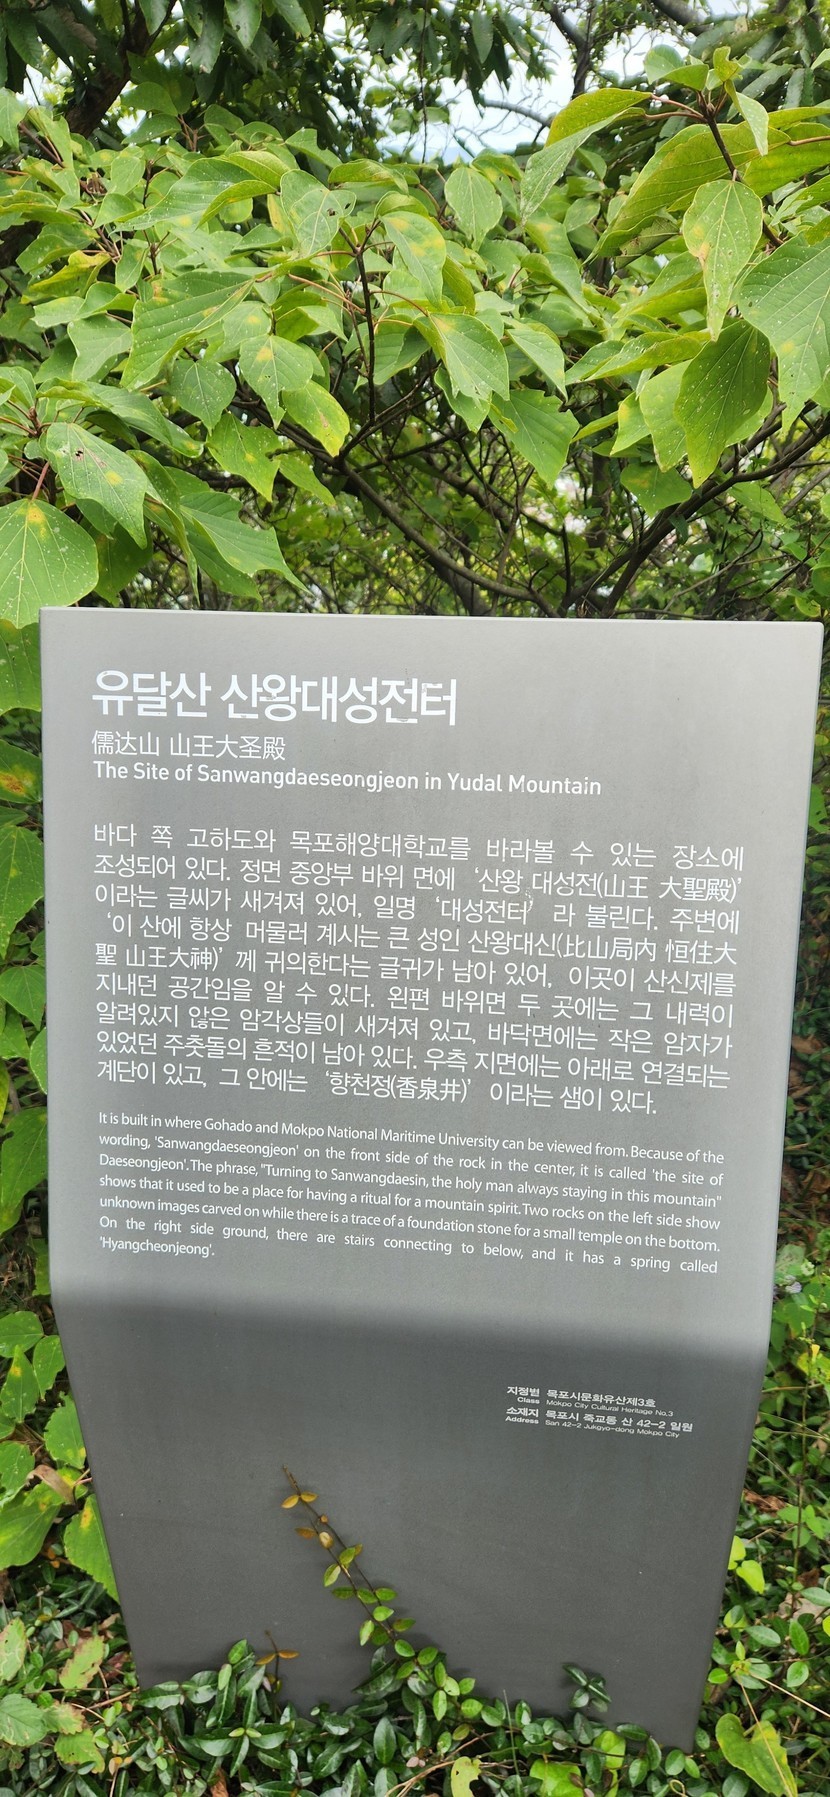 유달산 산왕대성전터
儒达山 山王大圣殿
The Site of Sanwangdaeseongjeon in Yudal Mountain
바다 쪽 고하도와 목포해양대학교를 바라볼 수 있는 장소에
조성되어 있다. 정면 중앙부 바위 면에 ‘산왕 대성전(山王 大聖殿)’
이라는 글씨가 새겨져 있어, 일명 ‘대성전터’ 라 불린다. 주변에
‘이 산에 항상 머물러 계시는 큰 성인 산왕대신(比山局內 恒住大
聖 山王大神)’ 께 귀의한다는 글귀가 남아 있어, 이곳이 산신제를
지내던 공간임을 알 수 있다. 왼편 바위면 두 곳에는 그 내력이
알려있지 않은 암각상들이 새겨져 있고, 바닥면에는 작은 암자가
있었던 주춧돌의 흔적이 남아 있다. 우측 지면에는 아래로 연결되는
계단이 있고, 그 안에는 ‘향천정(香泉井)’ 이라는 샘이 있다.
It is built in where Gohado and Mokpo National Maritime University can be viewed from. Because of the
wording, 'Sanwangdaeseongjeon' on the front side of the rock in the center, it is called 'the site of
Daeseongjeon'. The phrase, "Turning to Sanwangdaesin, the holy man always staying in this mountain"
shows that it used to be a place for having a ritual for a mountain spirit. Two rocks on the left side show
unknown images carved on while there is a trace of a foundation stone for a small temple on the bottom.
On the right side ground, there are stairs connecting to below, and it has a spring called
'Hyangcheonjeong'.
지정별 목포시문화유산제3호
Class Mokpo City Cultural Heritage No.3
소재지 목포시 죽교동 산 42-2 일원
Address San 42-2 Jukgyo-dong Mokpo City